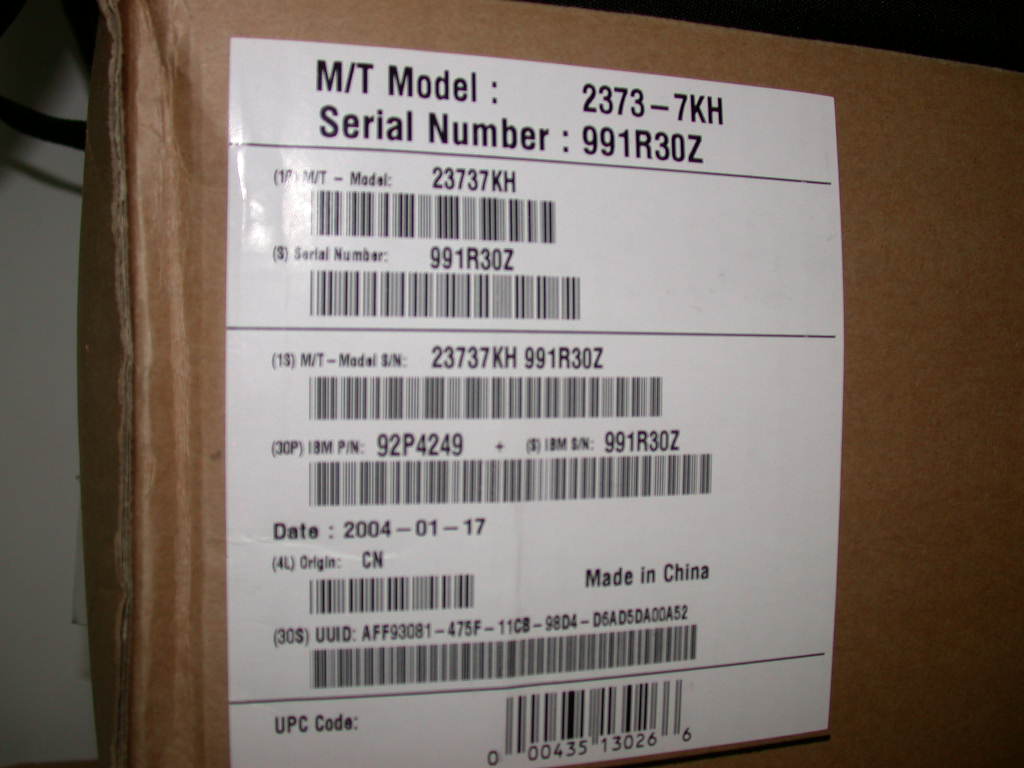 M/T Model : 2373-7KH
Serial Number : 991R30Z
(1P) M/T - Model: 23737KH
(S) Serial Number: 991R30Z
(1S) M/T-Model S/N: 23737KH 991R30Z
(30P) IBM P/N: 92P4249 + (S) IBM S/N: 991R30Z
Date : 2004-01-17
(4L) Origin: CN
Made in China
(30S) UUID: AFF93081-475F-11CB-98D4-D6AD5DA00A52
UPC Code:
0 00435 13026 6